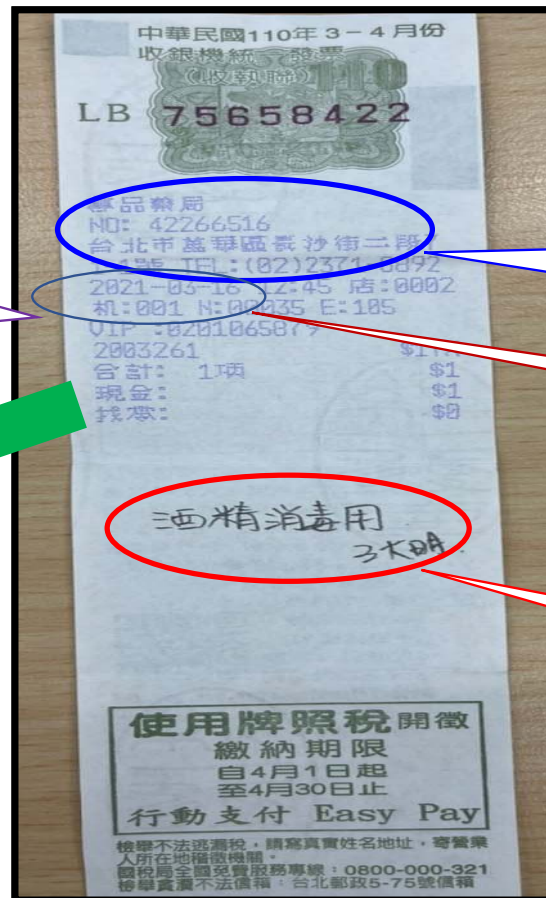 中華民國110年3-4月份
收銀機統 發票
(收執聯)
LB 75658422
品藥局
NO: 42266516
台北市萬華區長沙街二段
號 TEL:(02)2371-
2021-03-16 12:45 店:0002
机:001 N:00035 E:105
VIP :0201065879
2003261
合計: 1項 $1
現金: $1
找零: $0
酒精消毒用
使用牌照稅開徵
繳納期限
自4月1日起
至4月30日止
行動支付 Easy Pay
檢舉不法逃漏稅，請寫真實姓名地址，寄營業
人所在地稽徵機關。
國稅局全國免費服務專線：0800-000-321
檢舉貪瀆不法信箱：台北郵政5-75號信箱